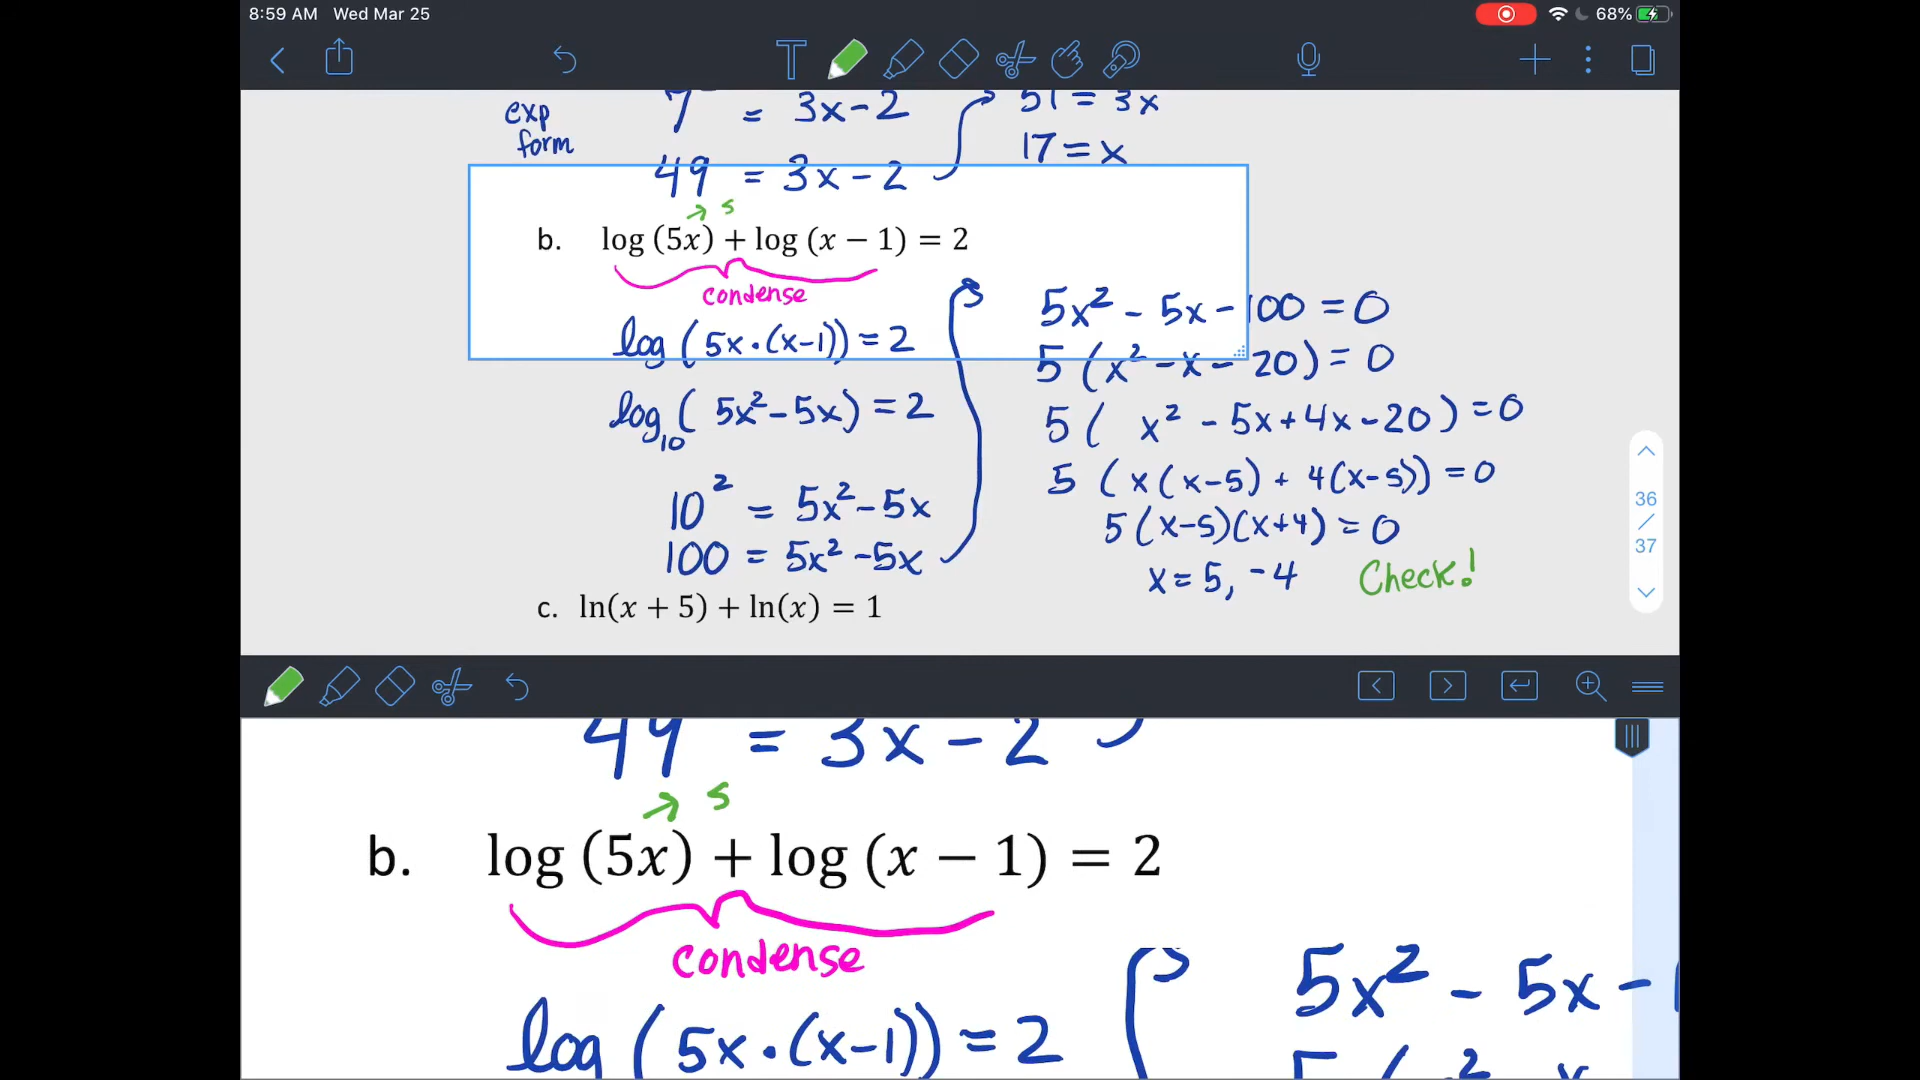 8:59 AM Wed Mar 25
68%
exp form
7 = 3x-2
49 = 3x-2
51 = 3x
17 = x
→ 5
b. log (5x) + log (x − 1) = 2
condense
log (5x·(x-1)) = 2
log₁₀ (5x²-5x) = 2
10² = 5x²-5x
100 = 5x²-5x
5x² - 5x - 100 = 0
5 (x² - x - 20) = 0
5 ( x² - 5x+4x-20 ) = 0
5 (x(x-5) + 4(x-5)) = 0
5 (x-5)(x+4) = 0
x = 5, -4 Check!
c. ln(x + 5) + ln(x) = 1
36
/
37
49 = 3x-2
→ 5
b. log (5x) + log (x − 1) = 2
condense
log (5x·(x-1)) = 2
5x² - 5x -